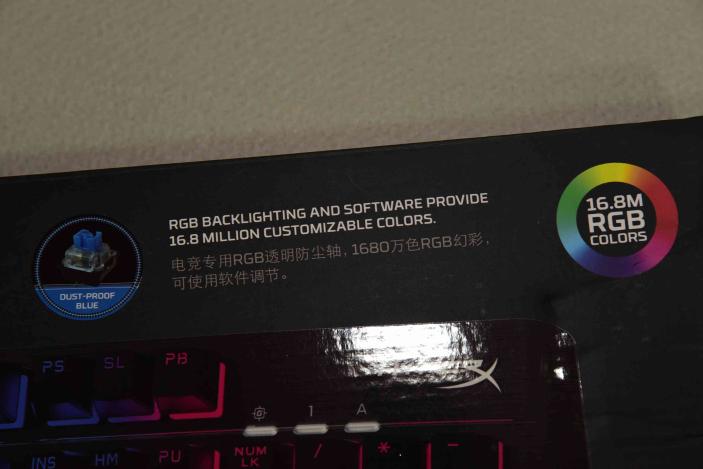 RGB BACKLIGHTING AND SOFTWARE PROVIDE
16.8 MILLION CUSTOMIZABLE COLORS.
电竞专用RGB透明防尘轴，1680万色RGB幻彩，
可使用软件调节。
DUST-PROOF
BLUE
16.8M
RGB
COLORS
PS SL PB
1 A
INS HM PU NUM / * -
LK